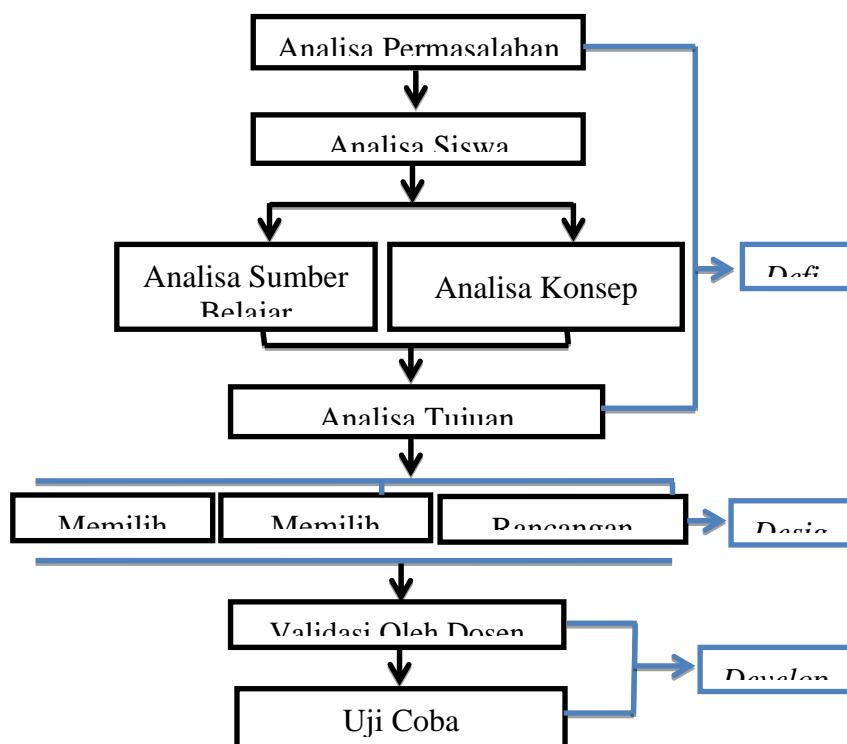 Analisa Permasalahan
Analisa Siswa
Analisa Sumber
Belajar
Analisa Konsep
Defi
Analisa Tujuan
Memilih
Memilih
Rancangan
Desig
Validasi Oleh Dosen
Develop
Uji Coba